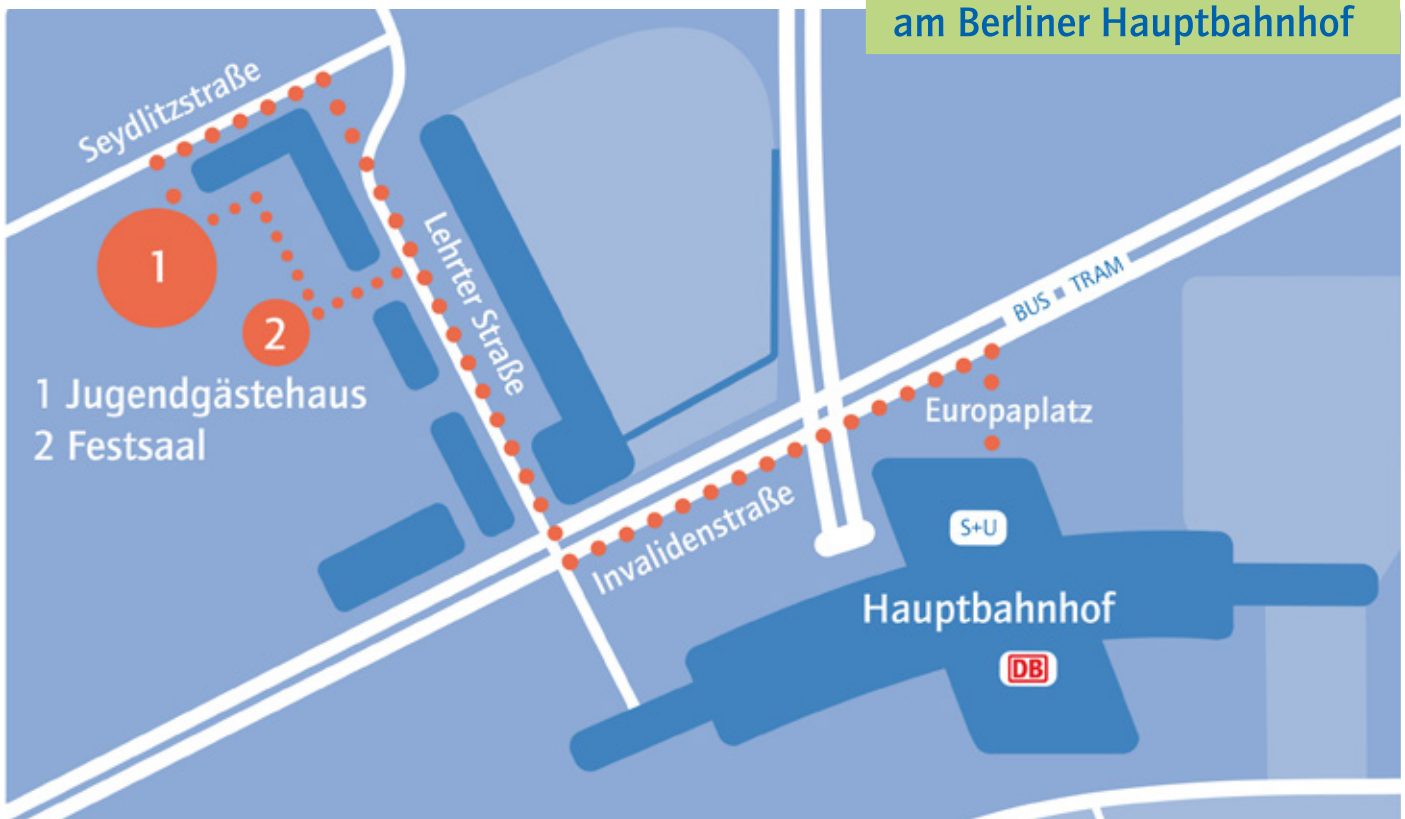 am Berliner Hauptbahnhof
Seydlitzstraße
Lehrter Straße
1
2
1 Jugendgästehaus
2 Festsaal
BUS ▪ TRAM
Europaplatz
Invalidenstraße
S+U
Hauptbahnhof
DB